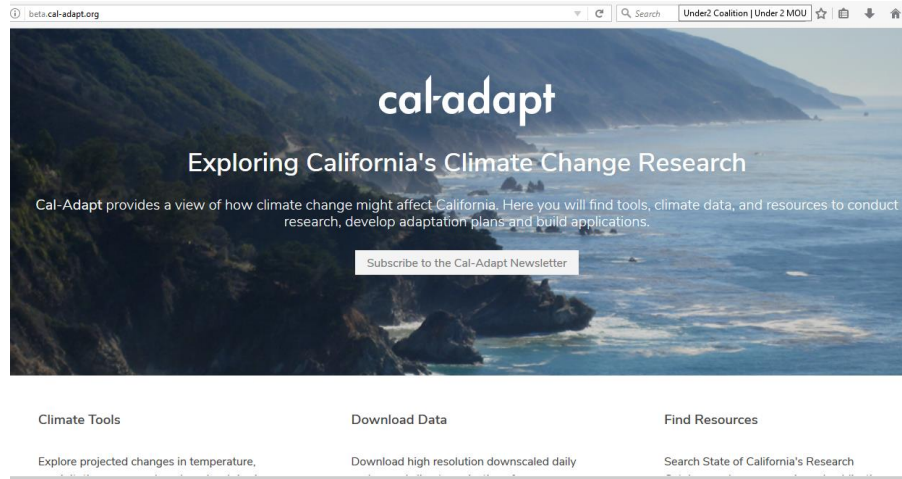 beta.cal-adapt.org
Search
Under2 Coalition | Under 2 MOU
cal-adapt
Exploring California's Climate Change Research
Cal-Adapt provides a view of how climate change might affect California. Here you will find tools, climate data, and resources to conduct
research, develop adaptation plans and build applications.
Subscribe to the Cal-Adapt Newsletter
Climate Tools
Download Data
Find Resources
Explore projected changes in temperature,
Download high resolution downscaled daily
Search State of California's Research